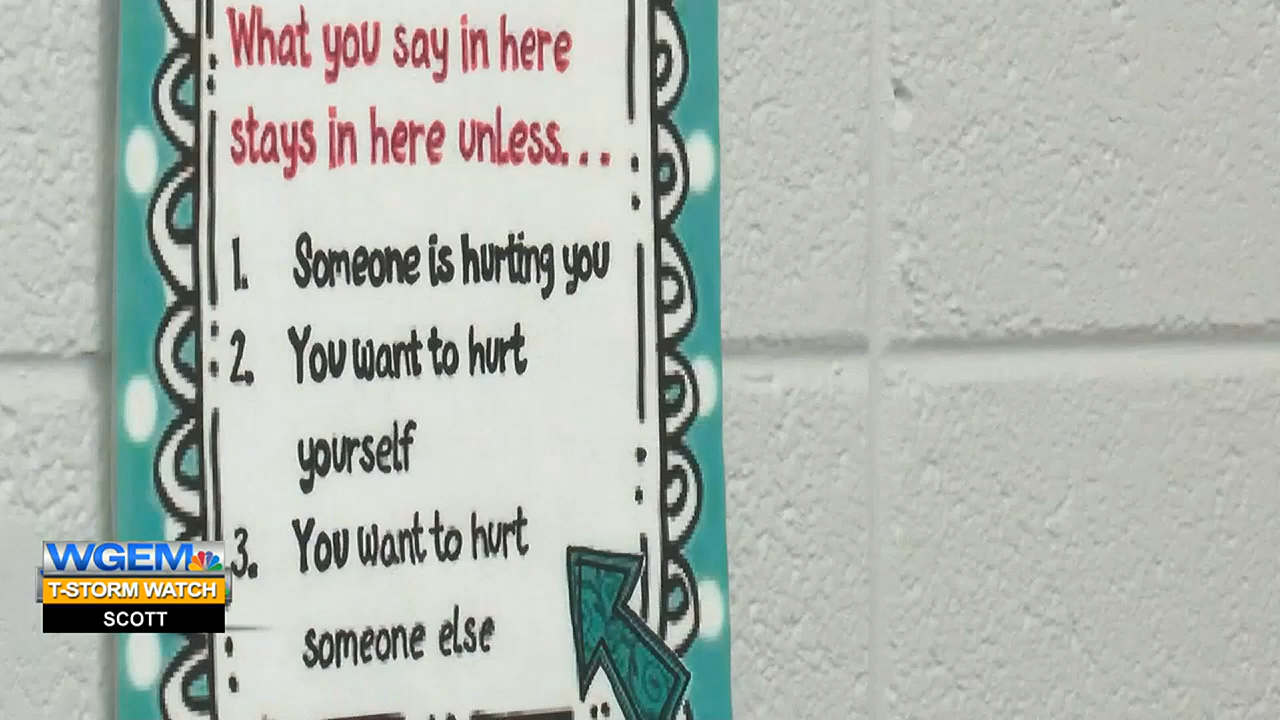 What you say in here
stays in here unless...
1. Someone is hurting you
2. You want to hurt
yourself
3. You want to hurt
someone else
WGEM
T-STORM WATCH
SCOTT